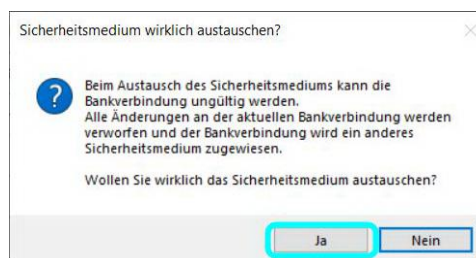 Sicherheitsmedium wirklich austauschen?
Beim Austausch des Sicherheitsmediums kann die
Bankverbindung ungültig werden.
Alle Änderungen an der aktuellen Bankverbindung werden
verworfen und der Bankverbindung wird ein anderes
Sicherheitsmedium zugewiesen.
Wollen Sie wirklich das Sicherheitsmedium austauschen?
Ja Nein